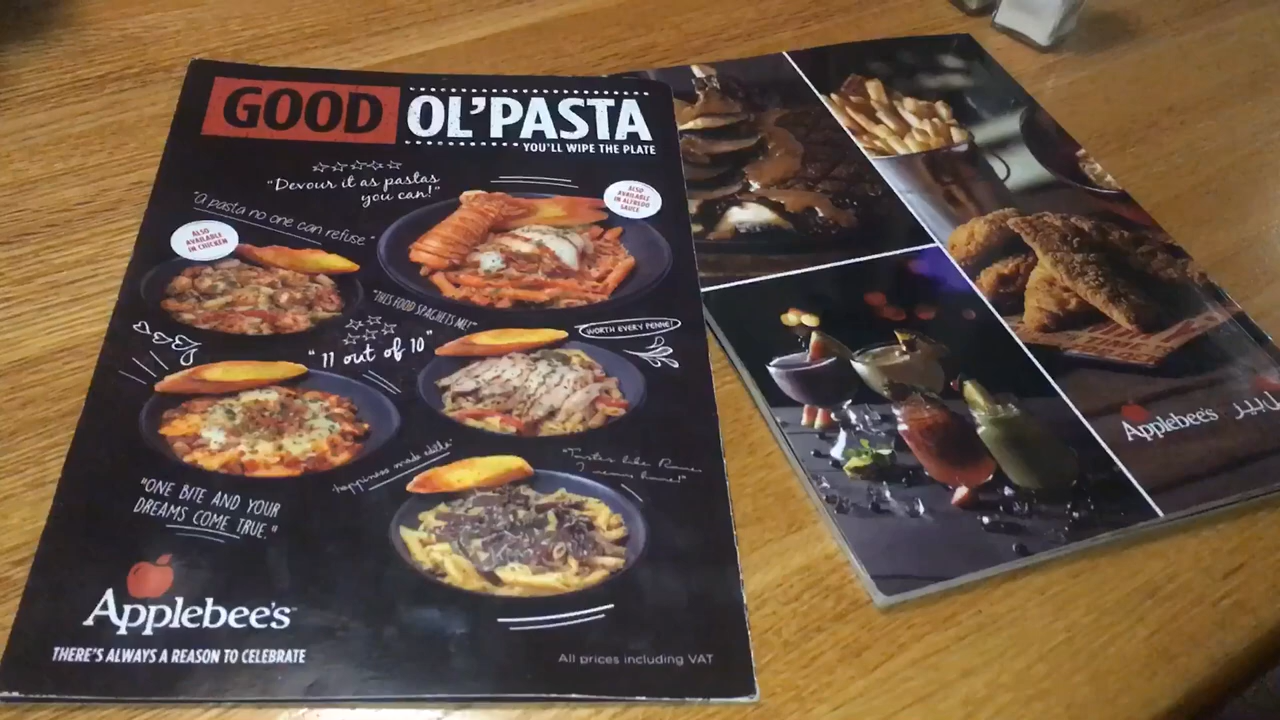 GOOD OL'PASTA
YOU'LL WIPE THE PLATE
"Devour it as pastas
you can!"
"a pasta no one can refuse"
ALSO
AVAILABLE
IN CHICKEN
ALSO
AVAILABLE
IN ALFREDO
SAUCE
"THIS FOOD SPAGHETS ME!"
"11 out of 10"
WORTH EVERY PENNE!
happiness made edible
"Tastes like Rome
"ONE BITE AND YOUR
DREAMS COME TRUE."
Applebee's
THERE'S ALWAYS A REASON TO CELEBRATE
All prices including VAT
Applebee's